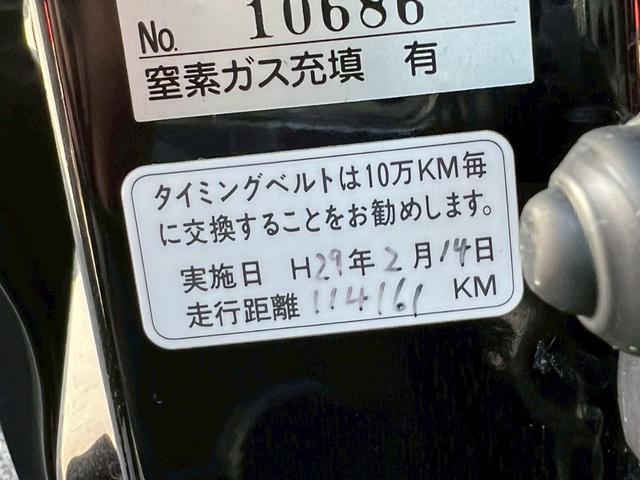 No. 10686
窒素ガス充填 有
タイミングベルトは10万KM毎
に交換することをお勧めします。
実施日 H29年2月14日
走行距離 114161 KM